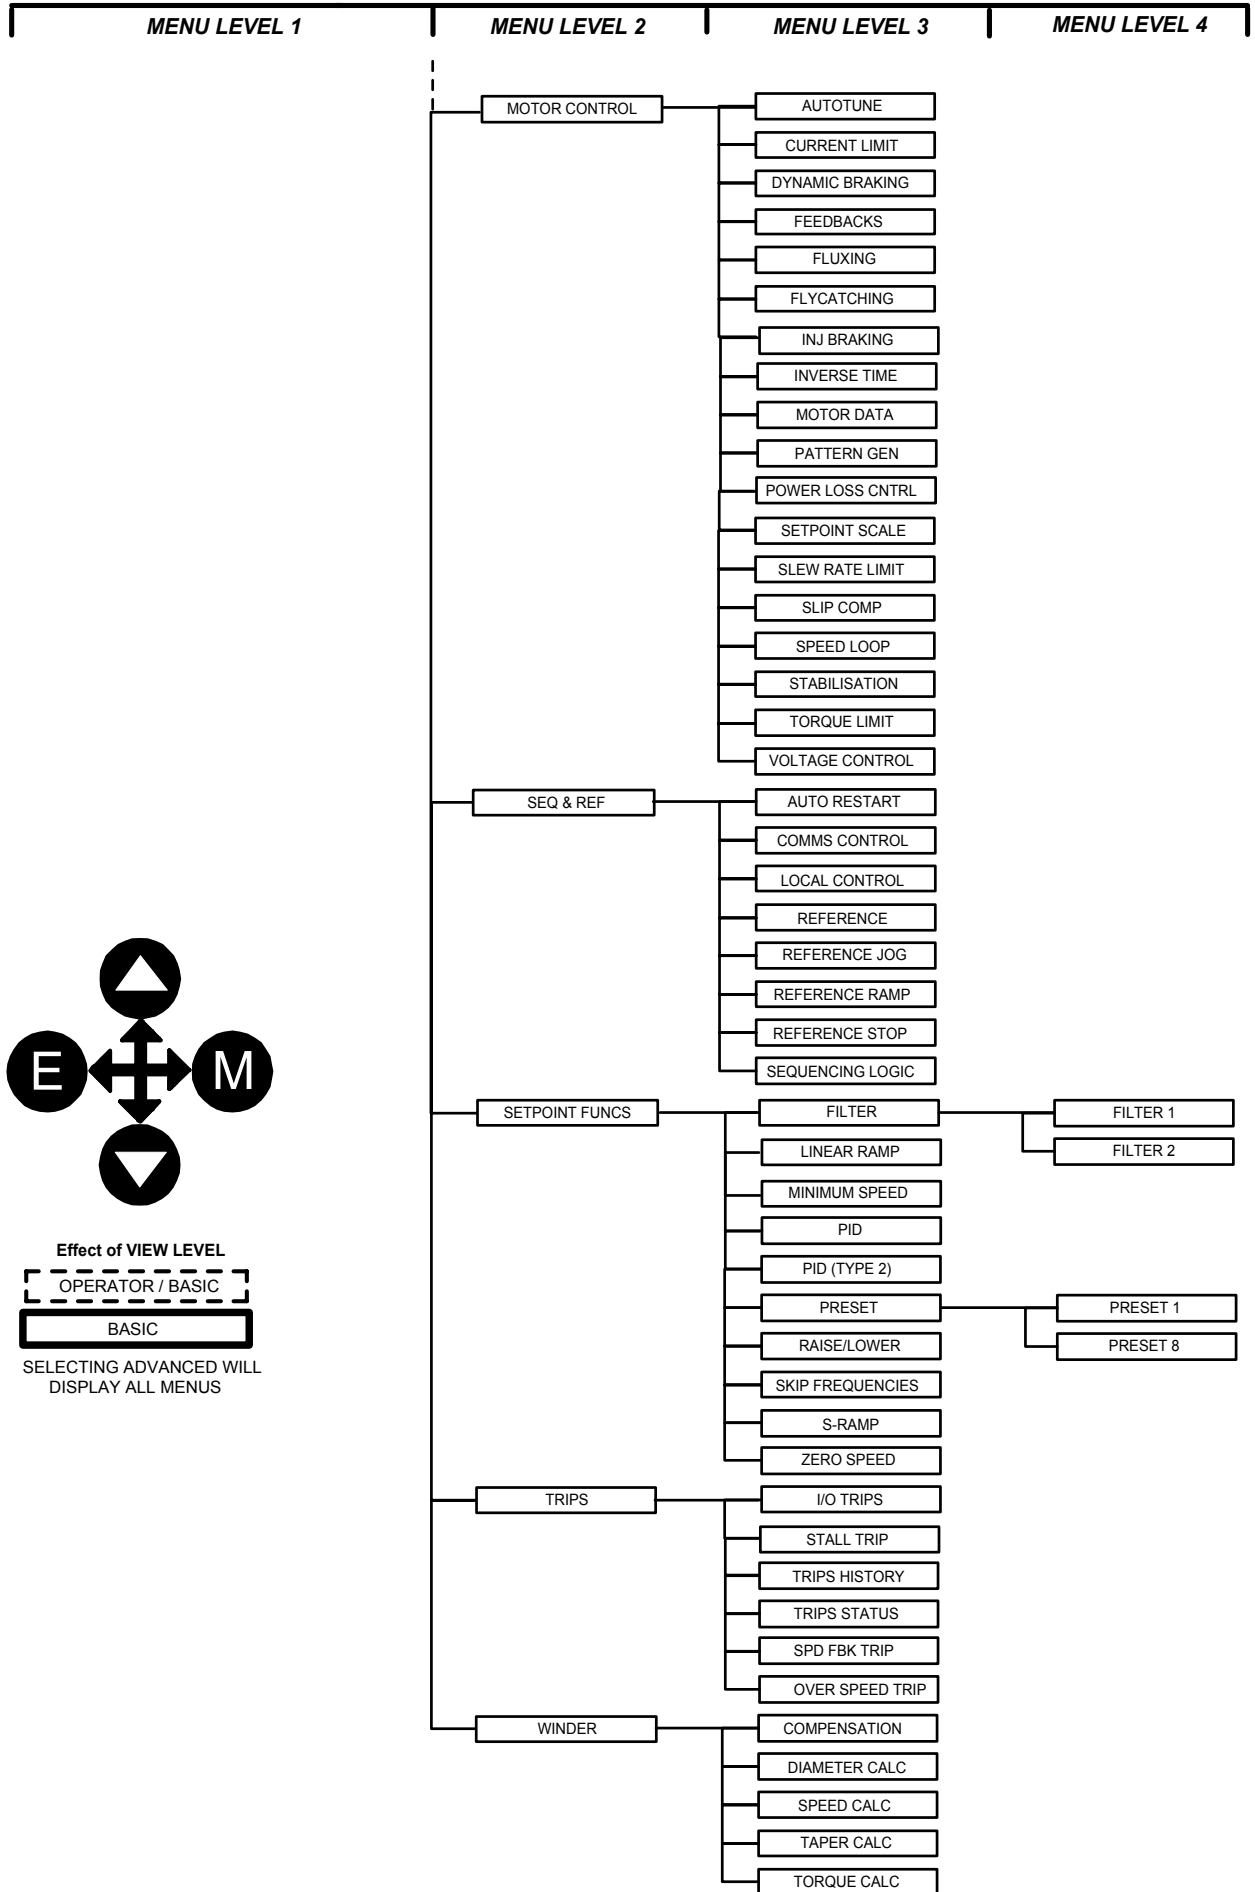 MENU LEVEL 1
MENU LEVEL 2
MENU LEVEL 3
MENU LEVEL 4
MOTOR CONTROL
AUTOTUNE
CURRENT LIMIT
DYNAMIC BRAKING
FEEDBACKS
FLUXING
FLYCATCHING
INJ BRAKING
INVERSE TIME
MOTOR DATA
PATTERN GEN
POWER LOSS CNTRL
SETPOINT SCALE
SLEW RATE LIMIT
SLIP COMP
SPEED LOOP
STABILISATION
TORQUE LIMIT
VOLTAGE CONTROL
SEQ & REF
AUTO RESTART
COMMS CONTROL
LOCAL CONTROL
REFERENCE
REFERENCE JOG
REFERENCE RAMP
REFERENCE STOP
SEQUENCING LOGIC
E
M
SETPOINT FUNCS
FILTER
FILTER 1
FILTER 2
LINEAR RAMP
MINIMUM SPEED
PID
PID (TYPE 2)
PRESET
PRESET 1
PRESET 8
RAISE/LOWER
SKIP FREQUENCIES
S-RAMP
ZERO SPEED
Effect of VIEW LEVEL
OPERATOR / BASIC
BASIC
SELECTING ADVANCED WILL
DISPLAY ALL MENUS
TRIPS
I/O TRIPS
STALL TRIP
TRIPS HISTORY
TRIPS STATUS
SPD FBK TRIP
OVER SPEED TRIP
WINDER
COMPENSATION
DIAMETER CALC
SPEED CALC
TAPER CALC
TORQUE CALC